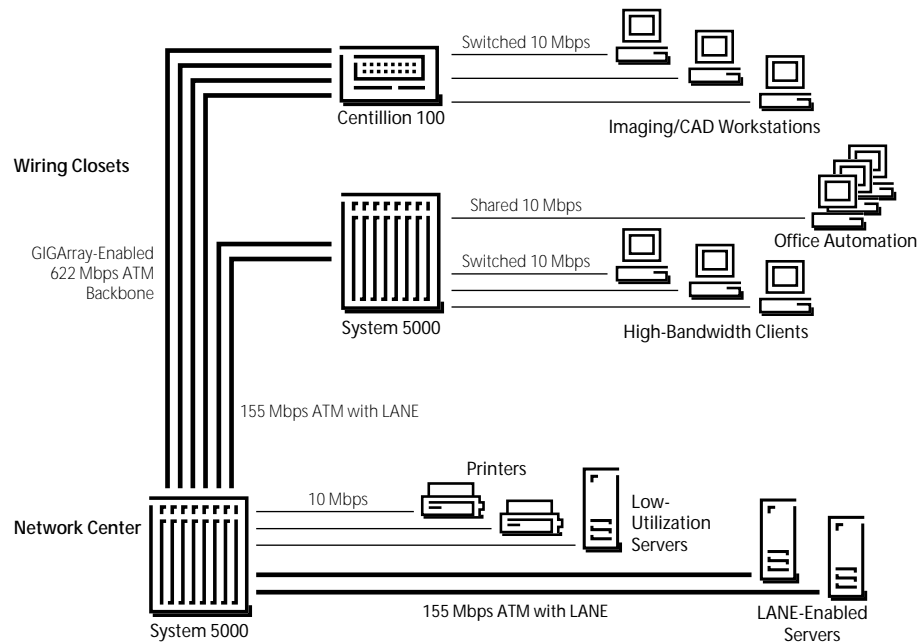 Switched 10 Mbps
Centillion 100
Imaging/CAD Workstations
Wiring Closets
Shared 10 Mbps
Office Automation
GIGArray-Enabled
622 Mbps ATM
Backbone
Switched 10 Mbps
System 5000
High-Bandwidth Clients
155 Mbps ATM with LANE
Printers
10 Mbps
Low-
Utilization
Servers
Network Center
155 Mbps ATM with LANE
LANE-Enabled
Servers
System 5000